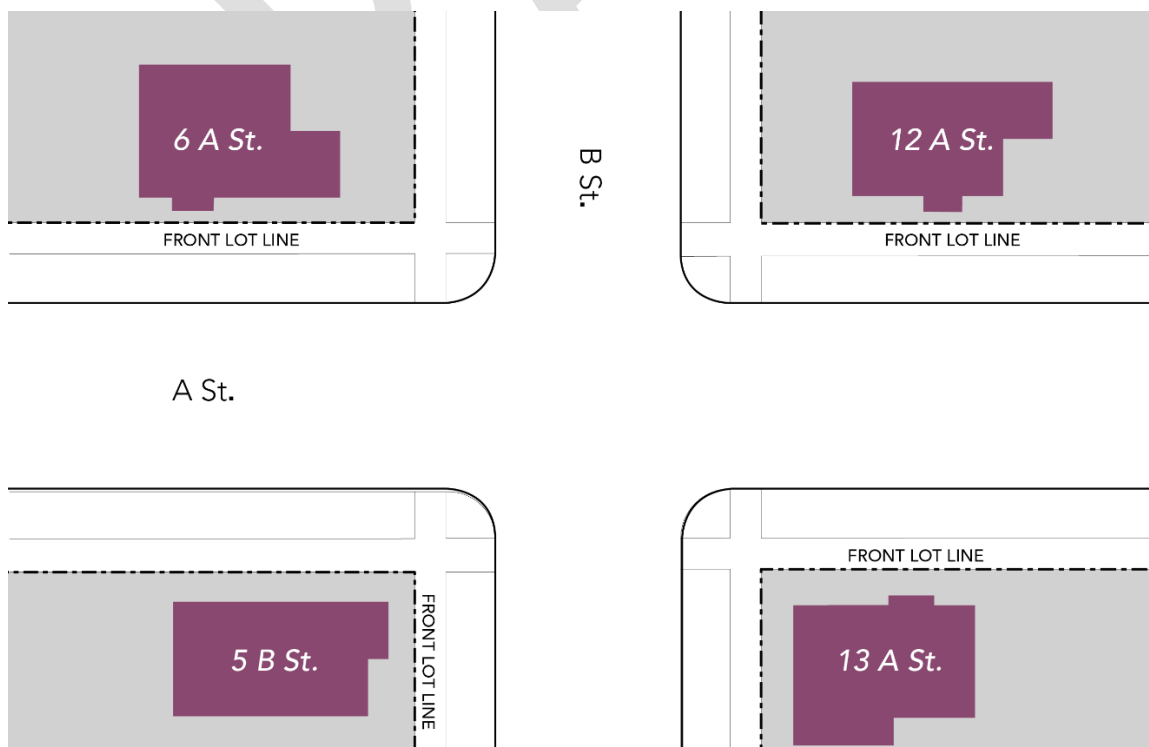 6 A St.
12 A St.
B St.
FRONT LOT LINE
FRONT LOT LINE
A St.
FRONT LOT LINE
5 B St.
FRONT LOT LINE
13 A St.